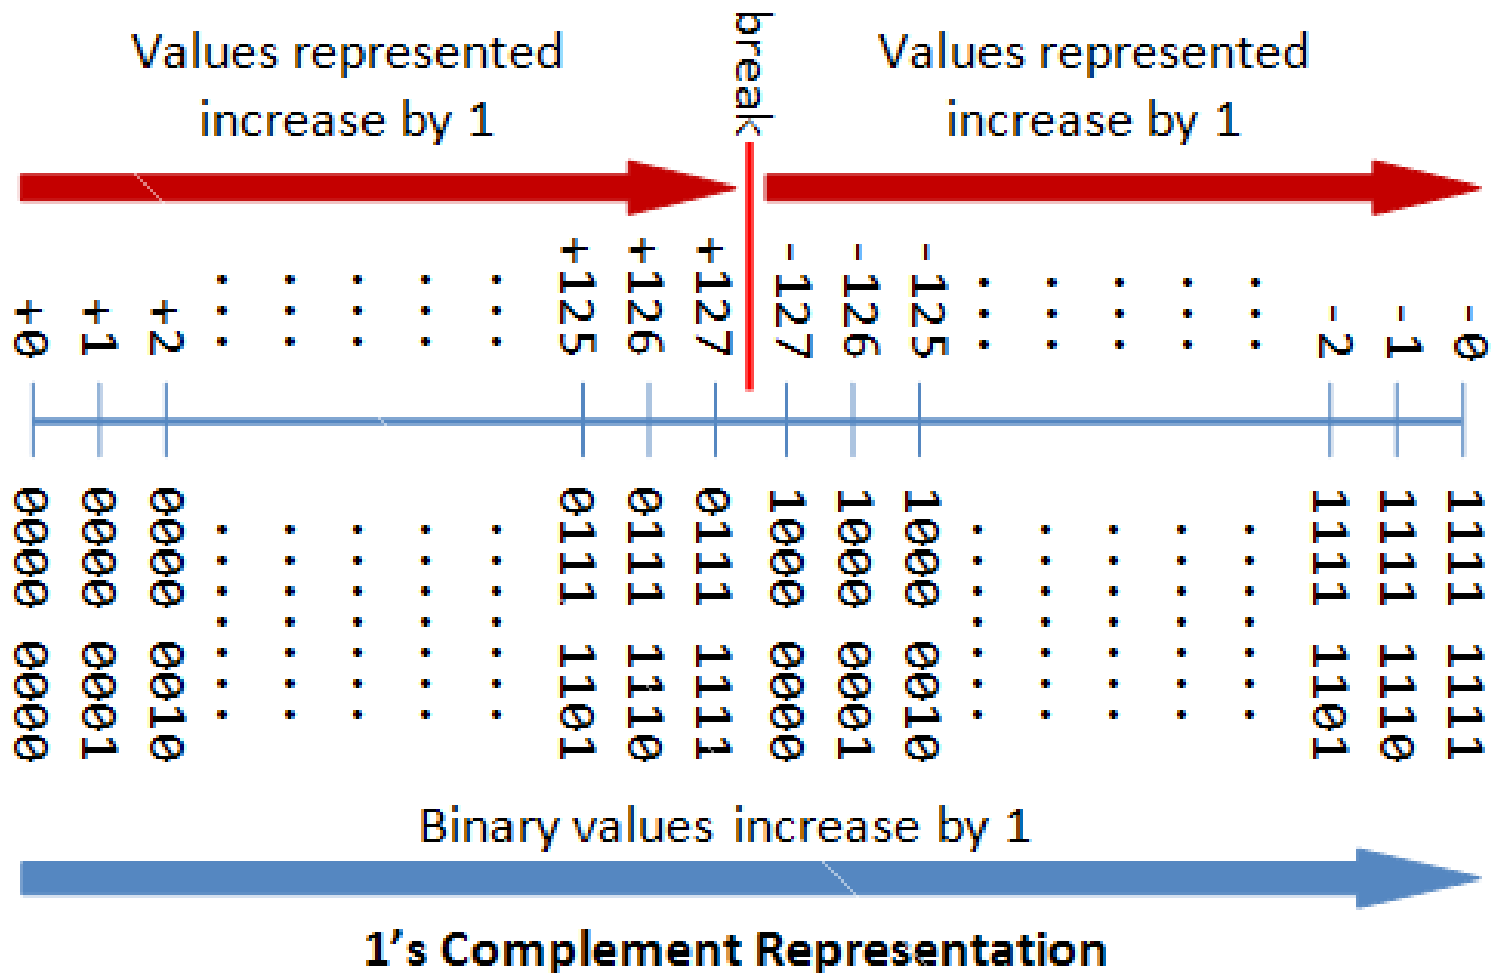 Values represented
increase by 1
break
Values represented
increase by 1
+0 +1 +2 +125 +126 +127 -127 -126 -125 -2 -1 -0
0000 0000
0000 0001
0000 0010
0111 1101
0111 1110
0111 1111
1000 0000
1000 0001
1000 0010
1111 1101
1111 1110
1111 1111
Binary values increase by 1
1’s Complement Representation